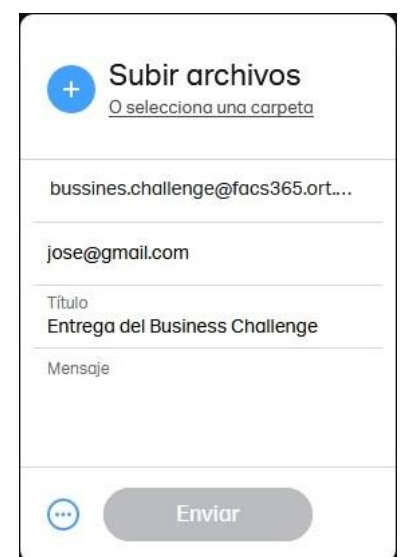 Subir archivos
O selecciona una carpeta
bussines.challenge@facs365.ort....
jose@gmail.com
Título
Entrega del Business Challenge
Mensaje
Enviar